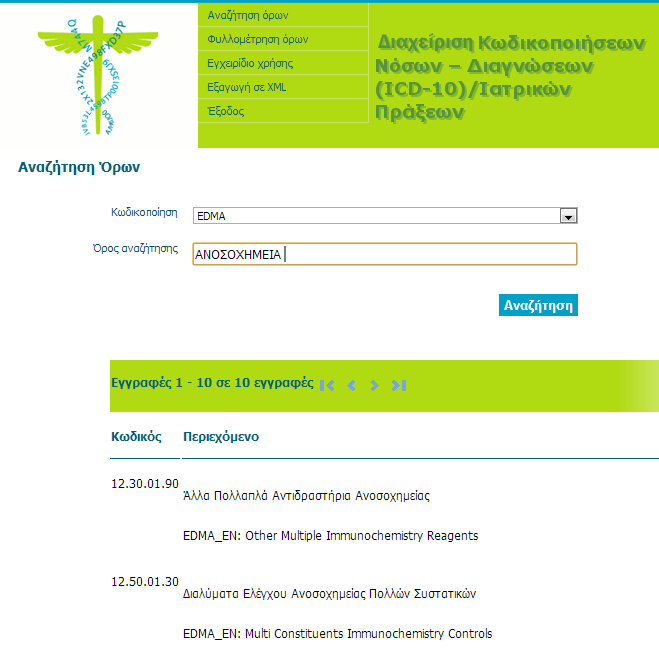 Αναζήτηση όρων
Φυλλομέτρηση όρων
Εγχειρίδιο χρήσης
Εξαγωγή σε XML
Έξοδος
Διαχείριση Κωδικοποιήσεων
Νόσων – Διαγνώσεων
(ICD-10)/Ιατρικών
Πράξεων
Αναζήτηση Όρων
Κωδικοποίηση
EDMA
Όρος αναζήτησης
ΑΝΟΣΟΧΗΜΕΙΑ
Αναζήτηση
Εγγραφές 1 - 10 σε 10 εγγραφές
Κωδικός Περιεχόμενο
12.30.01.90
Άλλα Πολλαπλά Αντιδραστήρια Ανοσοχημείας
EDMA_EN: Other Multiple Immunochemistry Reagents
12.50.01.30
Διαλύματα Ελέγχου Ανοσοχημείας Πολλών Συστατικών
EDMA_EN: Multi Constituents Immunochemistry Controls